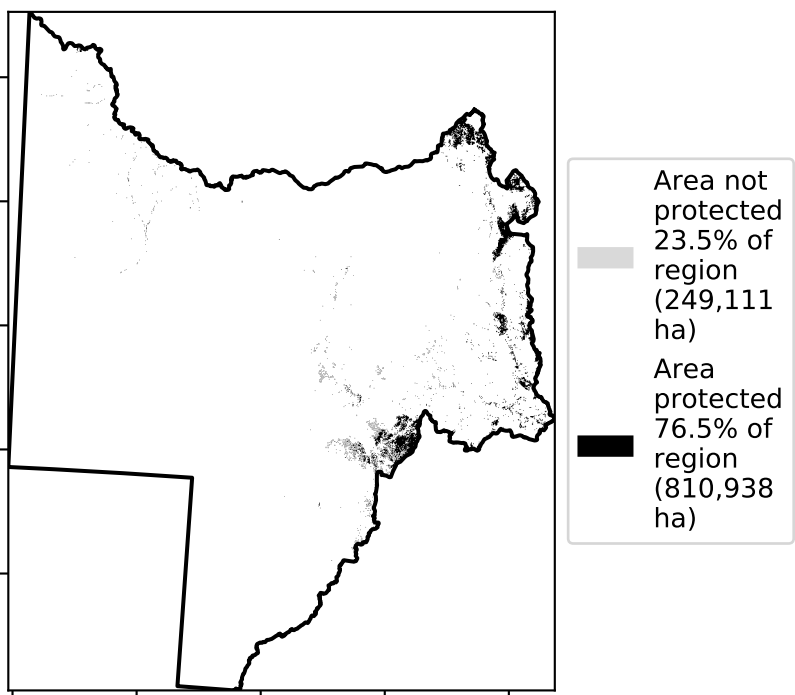 Area not
protected
23.5% of
region
(249,111
ha)
Area
protected
76.5% of
region
(810,938
ha)